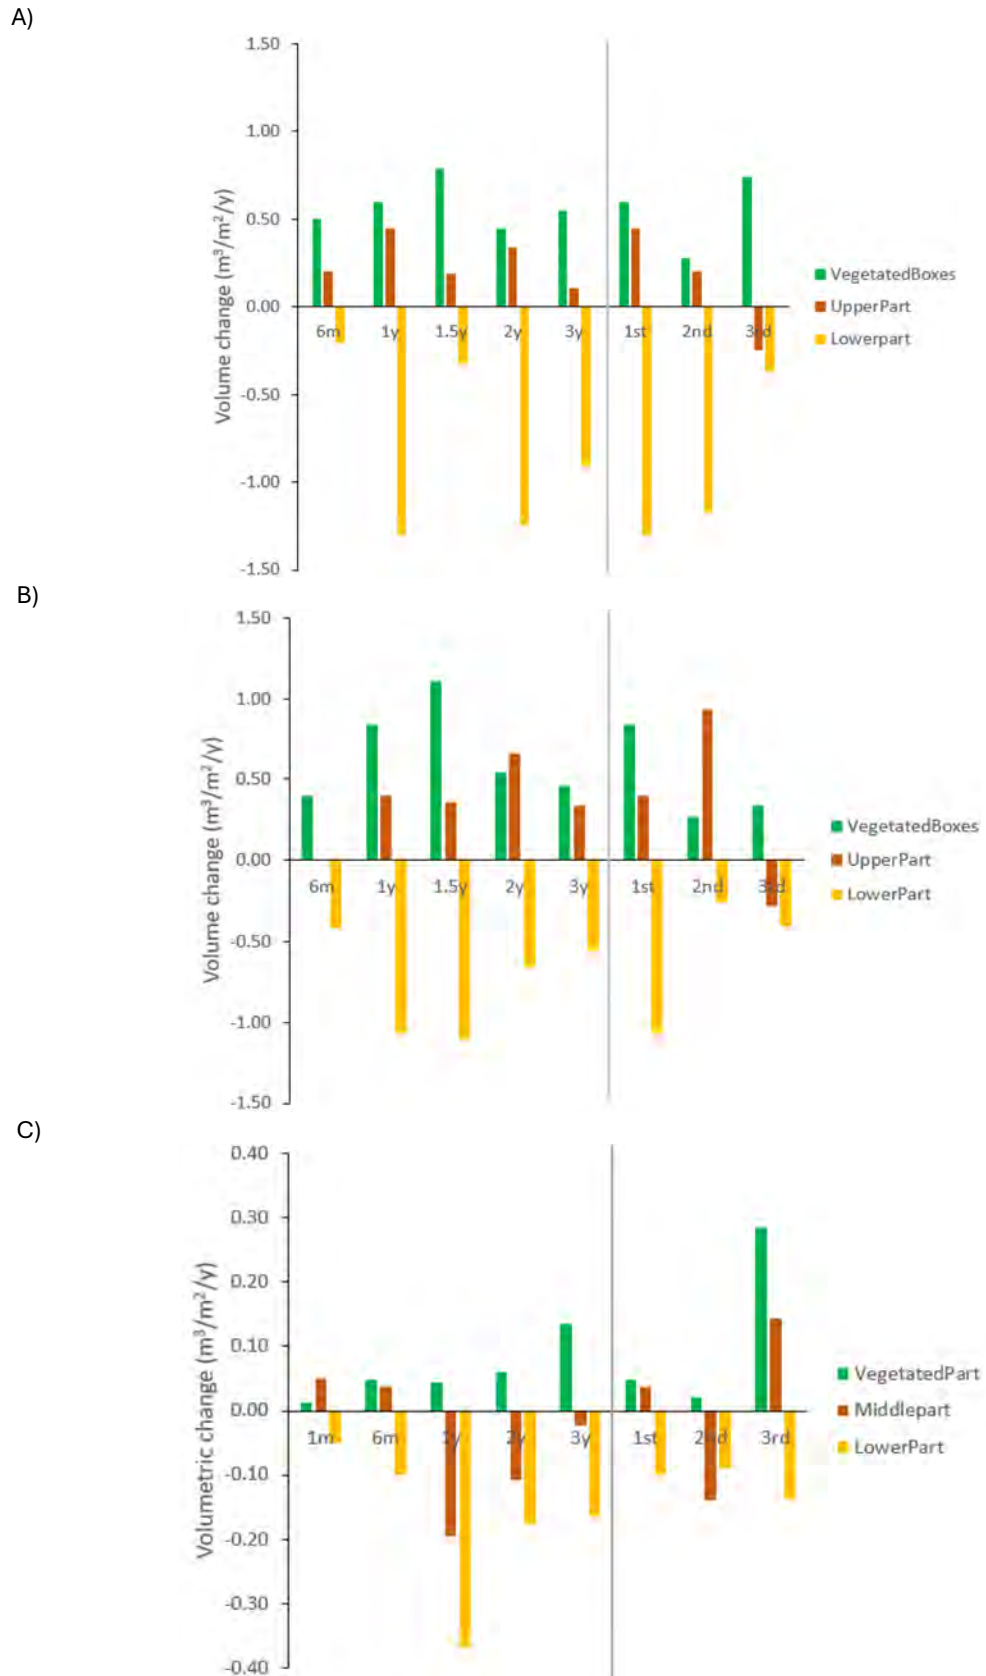 A)
1.50
1.00
0.50
0.00
-0.50
-1.00
-1.50
Volume change (m³/m²/y)
6m 1y 1.5y 2y 3y 1st 2nd 3rd
VegetatedBoxes
UpperPart
Lowerpart
B)
1.50
1.00
0.50
0.00
-0.50
-1.00
-1.50
Volume change (m³/m²/y)
6m 1y 1.5y 2y 3y 1st 2nd 3rd
VegetatedBoxes
UpperPart
LowerPart
C)
0.40
0.30
0.20
0.10
0.00
-0.10
-0.20
-0.30
-0.40
Volumetric change (m³/m²/y)
1m 6m 1y 2y 3y 1st 2nd 3rd
VegetatedPart
Middlepart
LowerPart